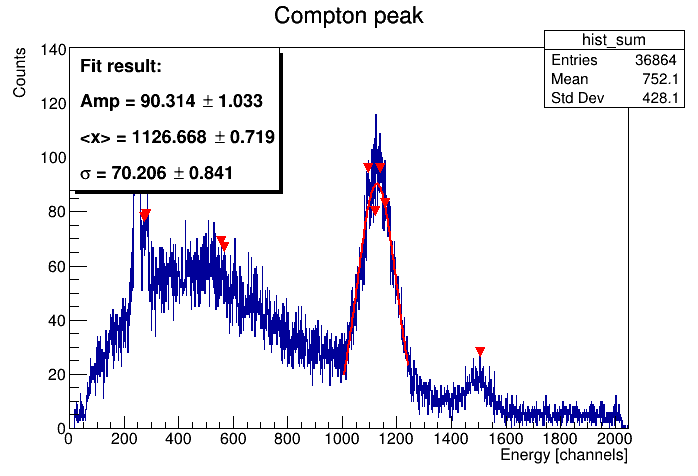 Compton peak
hist_sum
Entries 36864
Mean 752.1
Std Dev 428.1
Counts
Fit result:
Amp = 90.314 ± 1.033
<x> = 1126.668 ± 0.719
σ = 70.206 ± 0.841
140
120
100
80
60
40
20
0
0 200 400 600 800 1000 1200 1400 1600 1800 2000
Energy [channels]